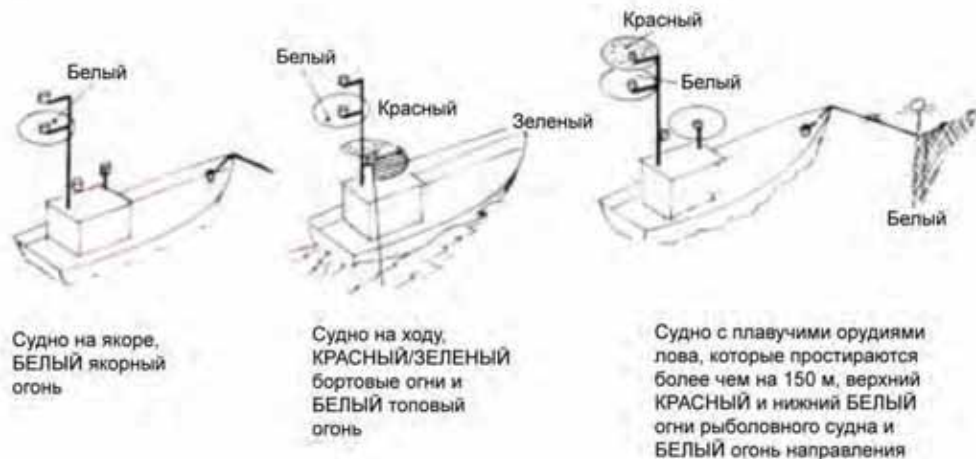 Белый
Судно на якоре,
БЕЛЫЙ якорный
огонь
Белый
Красный
Зеленый
Судно на ходу,
КРАСНЫЙ/ЗЕЛЕНЫЙ
бортовые огни и
БЕЛЫЙ топовый
огонь
Красный
Белый
Белый
Судно с плавучими орудиями
лова, которые простираются
более чем на 150 м, верхний
КРАСНЫЙ и нижний БЕЛЫЙ
огни рыболовного судна и
БЕЛЫЙ огонь направления